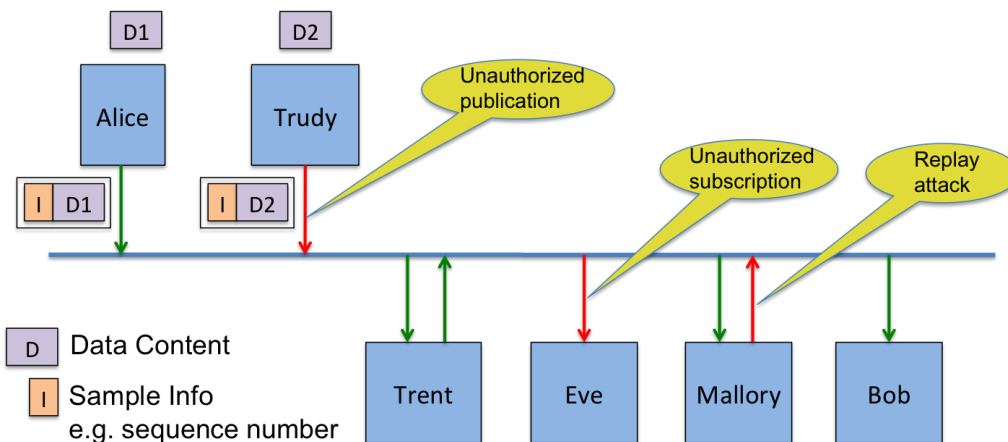 D1
D2
Alice
Trudy
Unauthorized
publication
I D1
I D2
Unauthorized
subscription
Replay
attack
D Data Content
I Sample Info
e.g. sequence number
Trent
Eve
Mallory
Bob